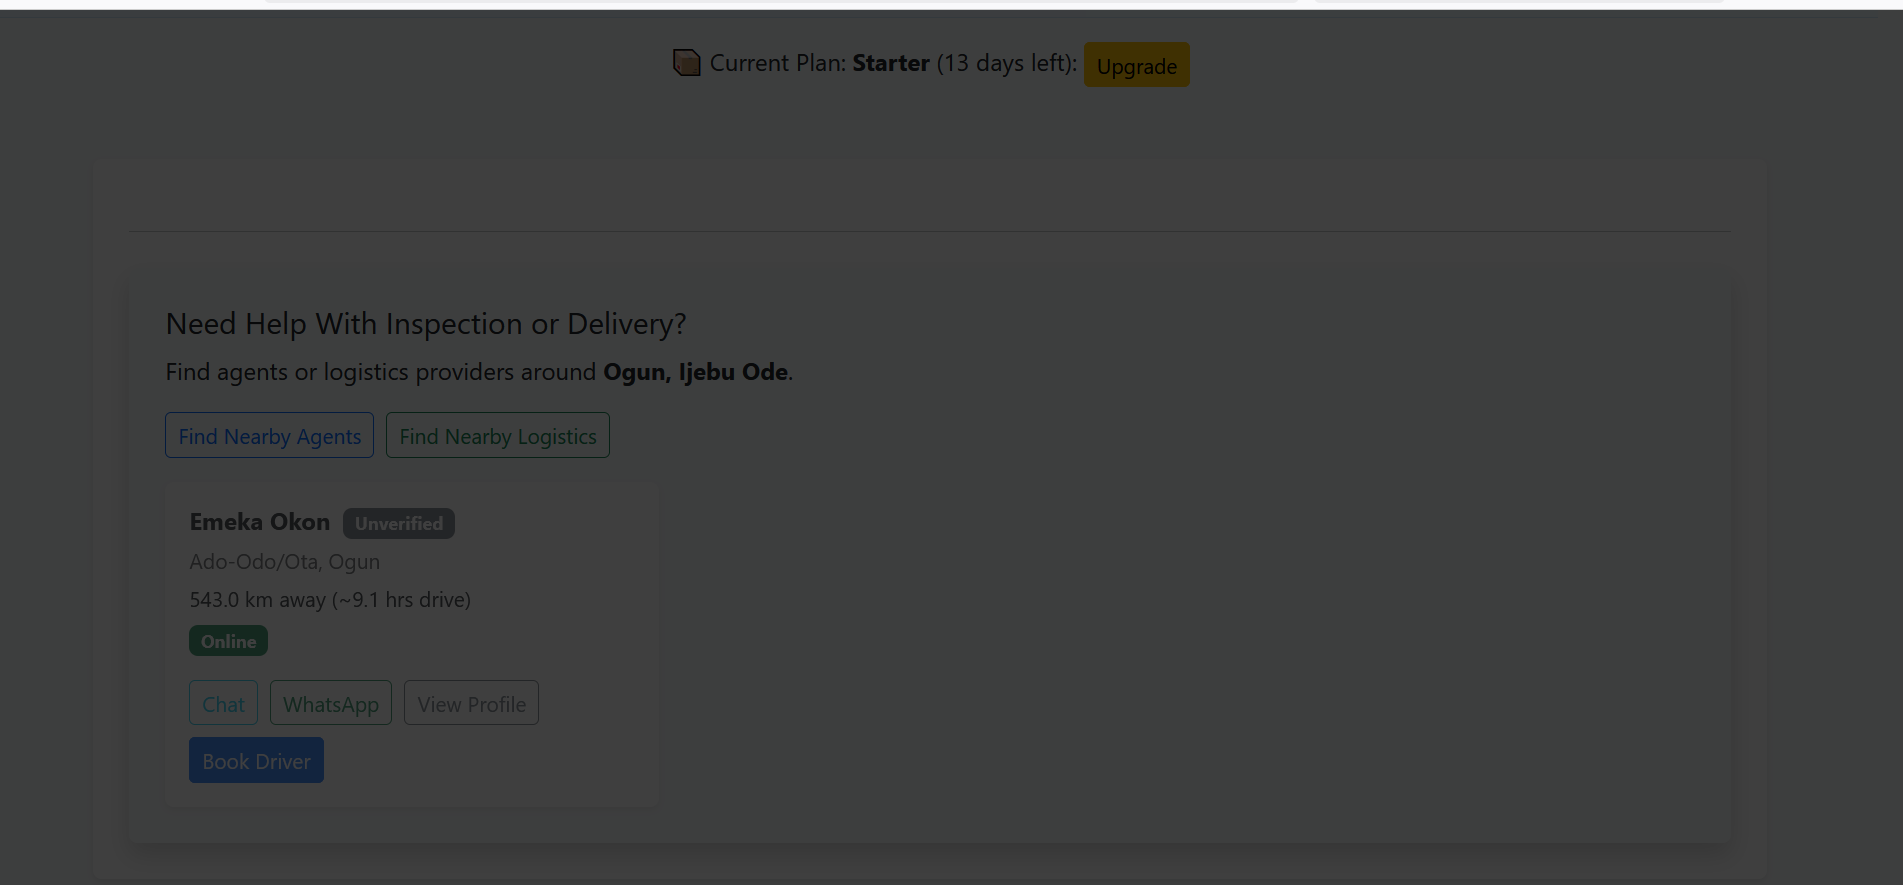 Current Plan: Starter (13 days left): Upgrade
Need Help With Inspection or Delivery?
Find agents or logistics providers around Ogun, Ijebu Ode.
Find Nearby Agents Find Nearby Logistics
Emeka Okon Unverified
Ado-Odo/Ota, Ogun
543.0 km away (~9.1 hrs drive)
Online
Chat WhatsApp View Profile
Book Driver